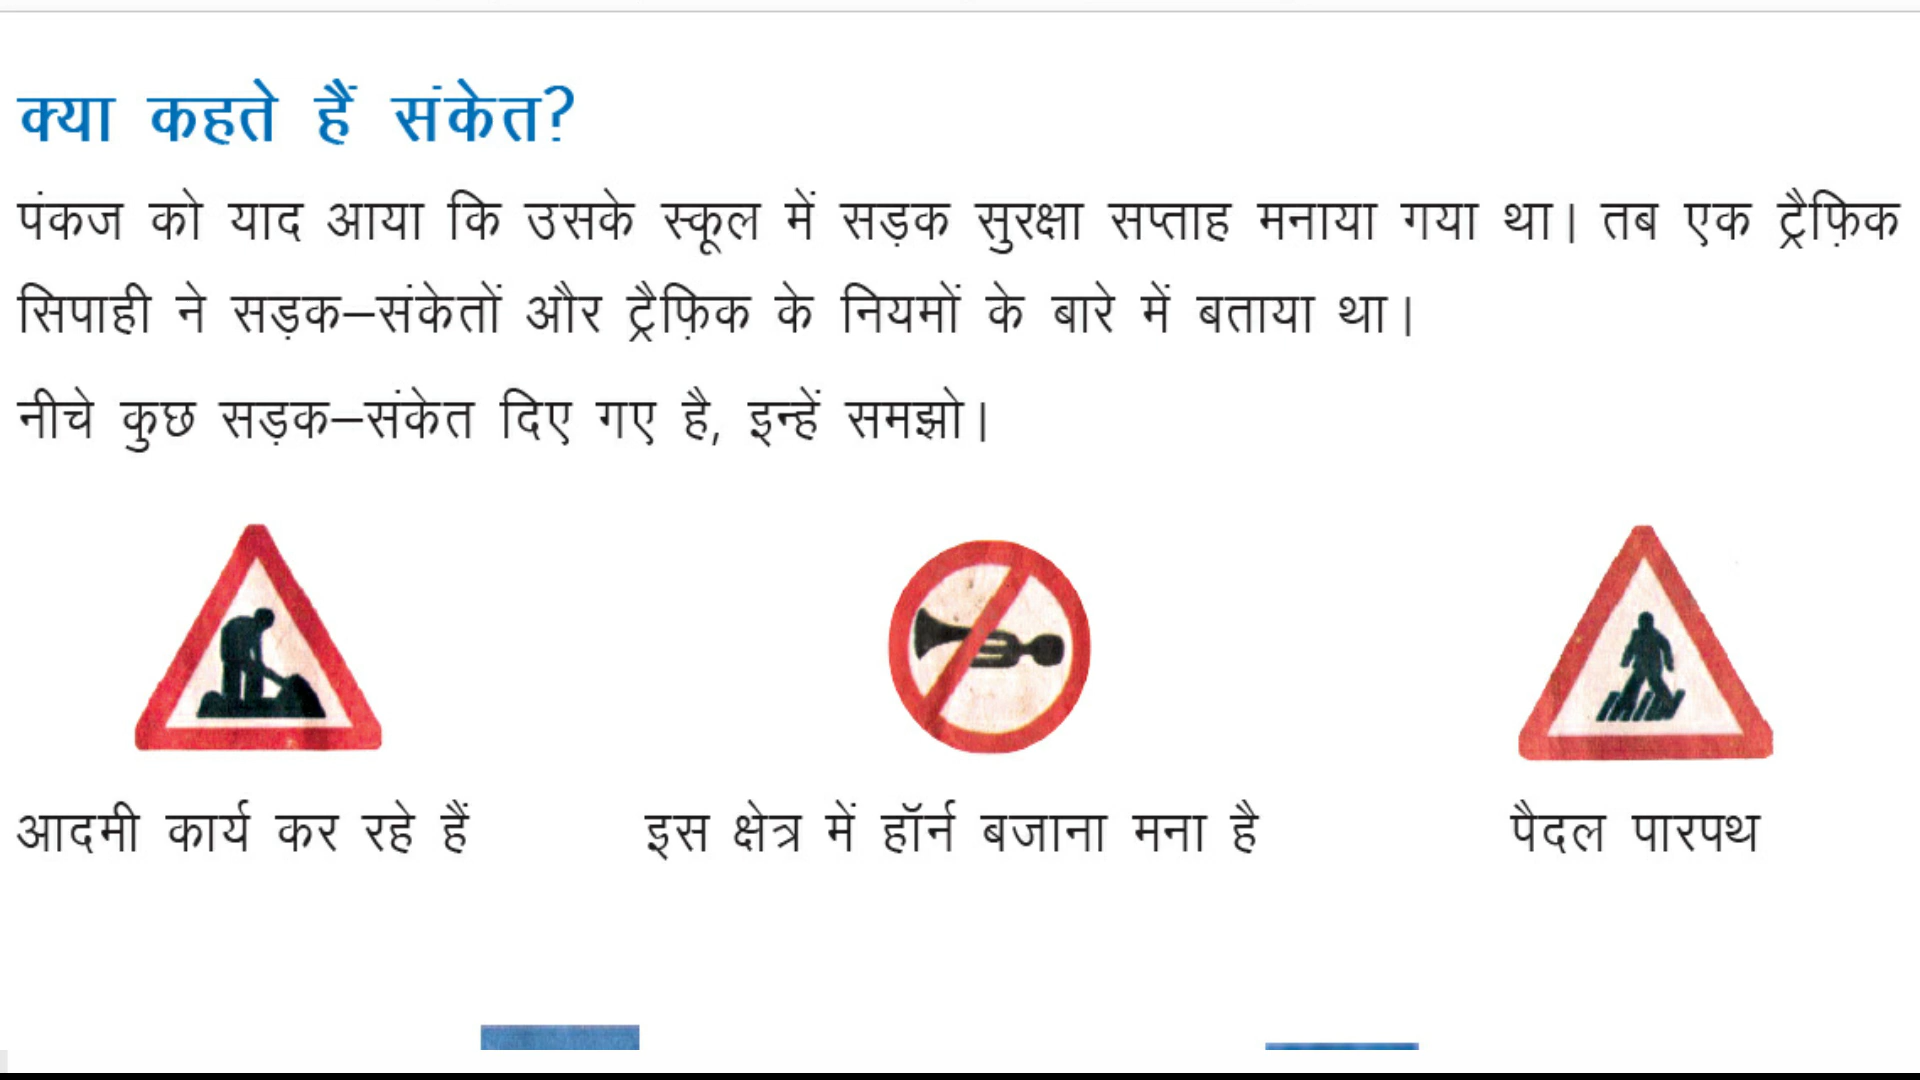 क्या कहते हैं संकेत?
पंकज को याद आया कि उसके स्कूल में सड़क सुरक्षा सप्ताह मनाया गया था। तब एक ट्रैफ़िक
सिपाही ने सड़क–संकेतों और ट्रैफ़िक के नियमों के बारे में बताया था।
नीचे कुछ सड़क–संकेत दिए गए है, इन्हें समझो।
आदमी कार्य कर रहे हैं
इस क्षेत्र में हॉर्न बजाना मना है
पैदल पारपथ